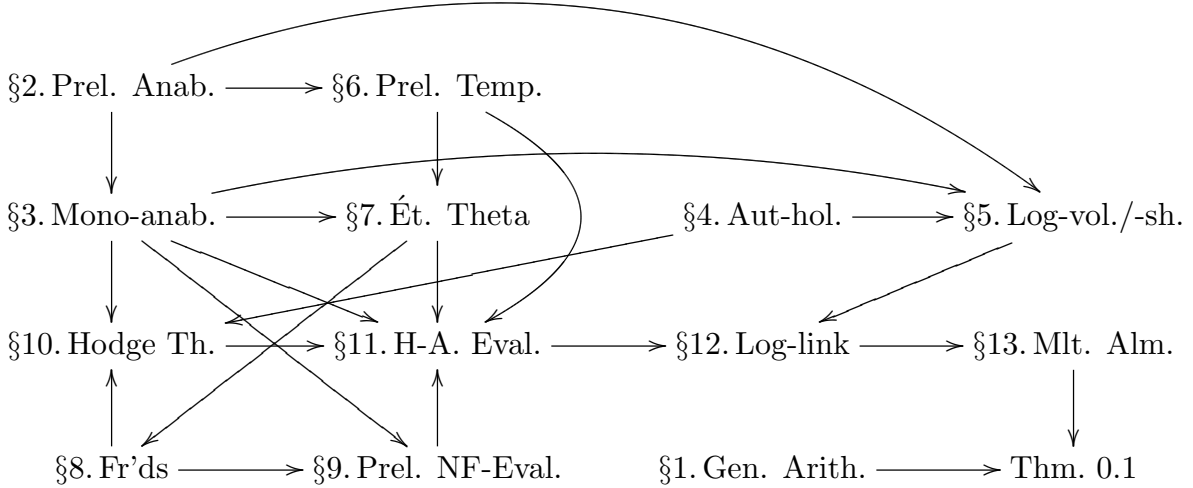 §2. Prel. Anab. §6. Prel. Temp.
§3. Mono-anab. §7. Ét. Theta §4. Aut-hol. §5. Log-vol./-sh.
§10. Hodge Th. §11. H-A. Eval. §12. Log-link §13. Mlt. Alm.
§8. Fr'ds §9. Prel. NF-Eval. §1. Gen. Arith. Thm. 0.1